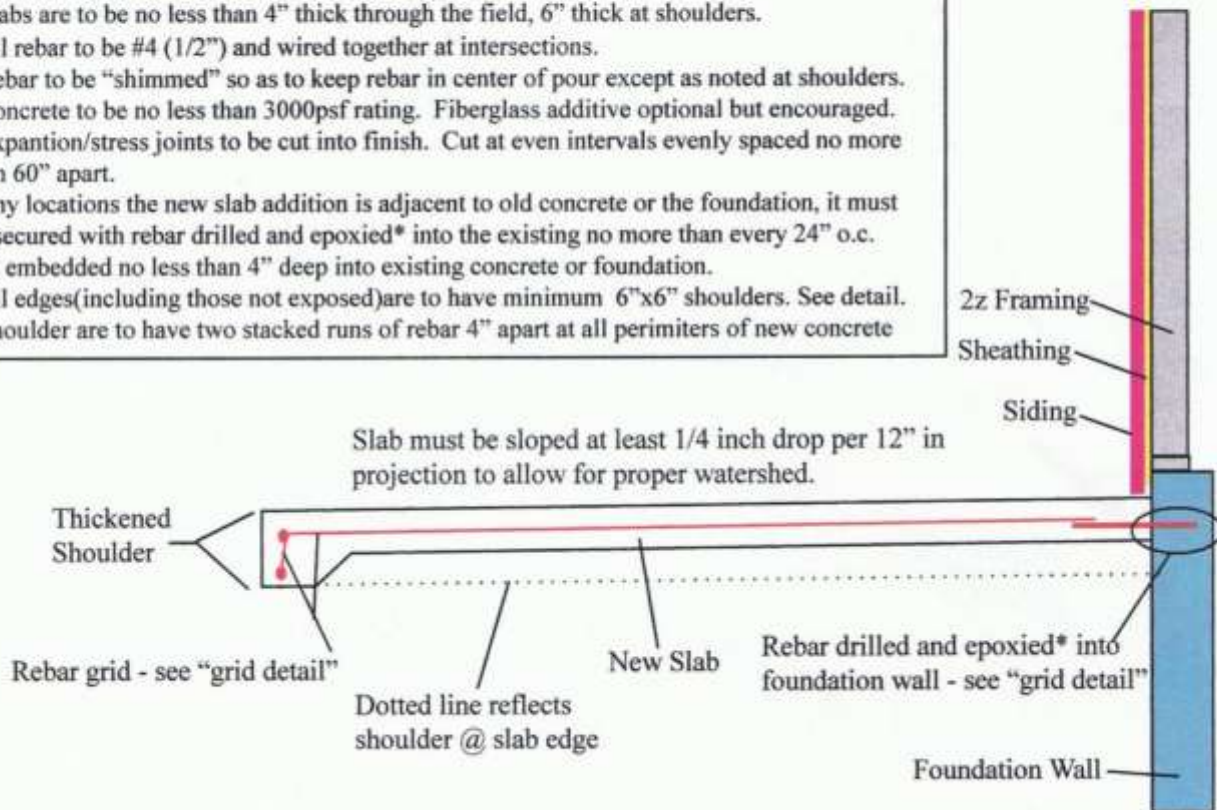 abs are to be no less than 4” thick through the field, 6” thick at shoulders.
l rebar to be #4 (1/2”) and wired together at intersections.
ebar to be “shimmed” so as to keep rebar in center of pour except as noted at shoulders.
oncrete to be no less than 3000psf rating. Fiberglass additive optional but encouraged.
xpantion/stress joints to be cut into finish. Cut at even intervals evenly spaced no more
n 60” apart.
ny locations the new slab addition is adjacent to old concrete or the foundation, it must
secured with rebar drilled and epoxied* into the existing no more than every 24” o.c.
embedded no less than 4” deep into existing concrete or foundation.
l edges(including those not exposed)are to have minimum 6”x6” shoulders. See detail.
houlder are to have two stacked runs of rebar 4” apart at all perimiters of new concrete
2z Framing
Sheathing
Siding
Slab must be sloped at least 1/4 inch drop per 12” in
projection to allow for proper watershed.
Thickened
Shoulder
Rebar grid - see “grid detail”
Dotted line reflects
shoulder @ slab edge
New Slab
Rebar drilled and epoxied* into
foundation wall - see “grid detail”
Foundation Wall